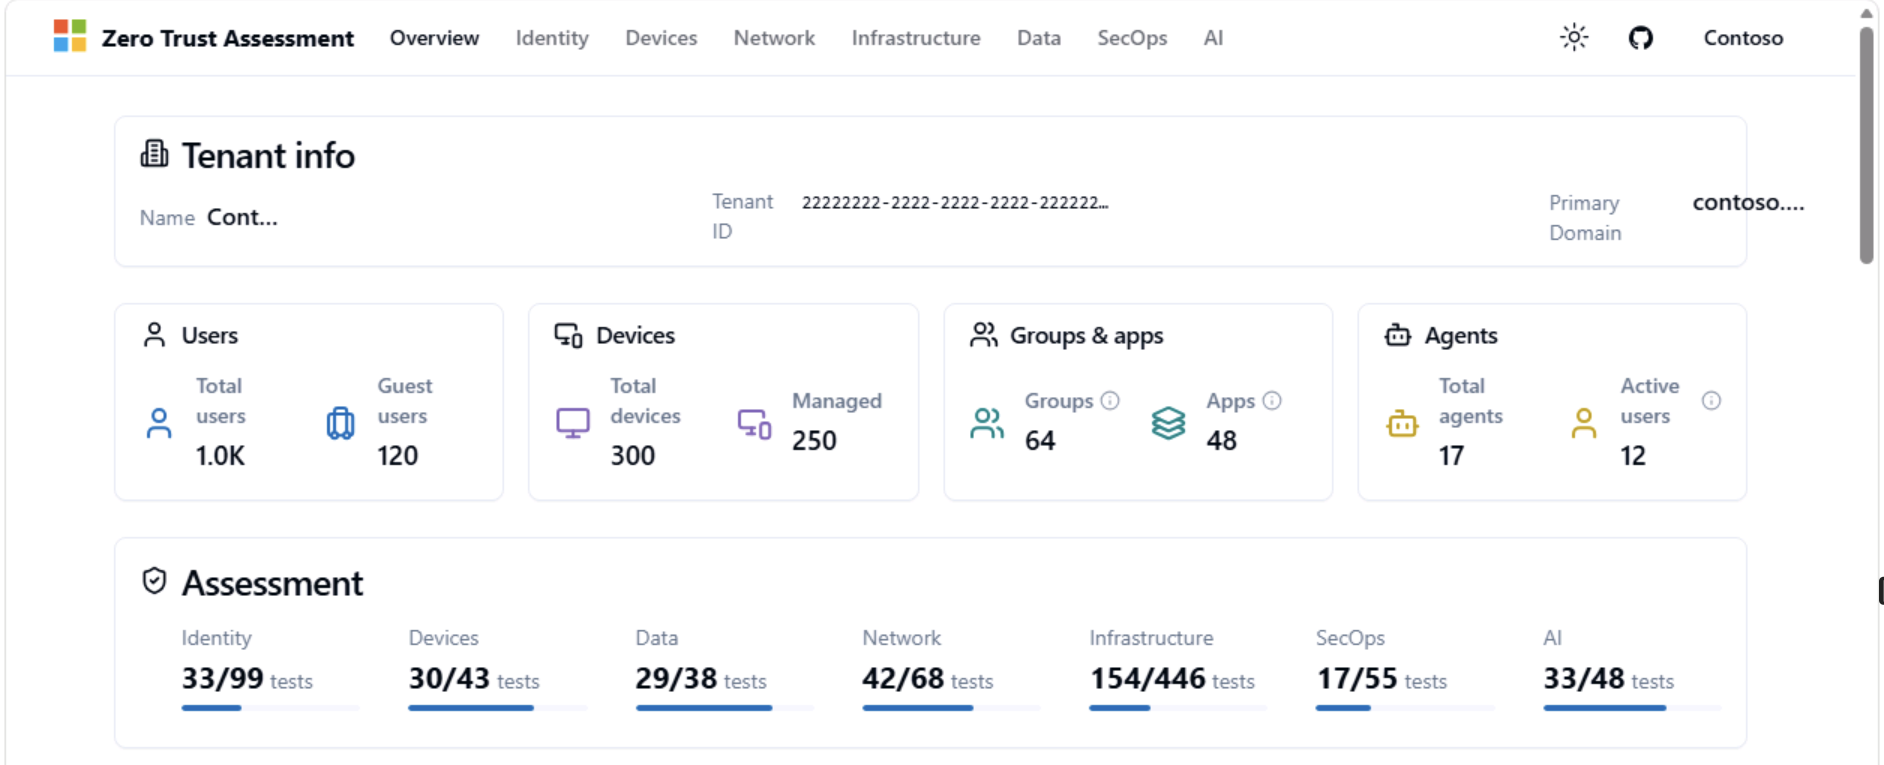 Zero Trust Assessment Overview Identity Devices Network Infrastructure Data SecOps AI Contoso
Tenant info
Name Cont...
Tenant ID 22222222-2222-2222-2222-222222…
Primary Domain contoso....
Users
Total users
1.0K
Guest users
120
Devices
Total devices
300
Managed
250
Groups & apps
Groups
64
Apps
48
Agents
Total agents
17
Active users
12
Assessment
Identity
33/99 tests
Devices
30/43 tests
Data
29/38 tests
Network
42/68 tests
Infrastructure
154/446 tests
SecOps
17/55 tests
AI
33/48 tests